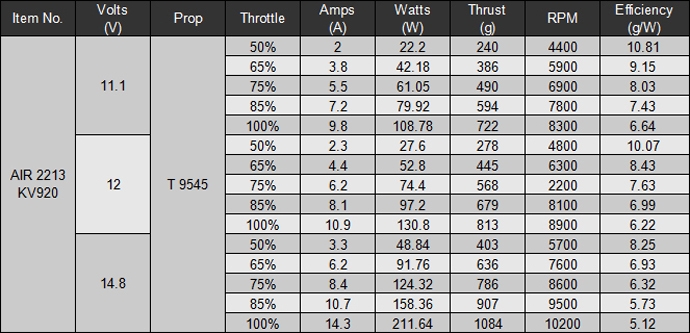 Item No. Volts (V) Prop Throttle Amps (A) Watts (W) Thrust (g) RPM Efficiency (g/W)
AIR 2213 KV920 11.1 T 9545 50% 2 22.2 240 4400 10.81
65% 3.8 42.18 386 5900 9.15
75% 5.5 61.05 490 6900 8.03
85% 7.2 79.92 594 7800 7.43
100% 9.8 108.78 722 8300 6.64
12 50% 2.3 27.6 278 4800 10.07
65% 4.4 52.8 445 6300 8.43
75% 6.2 74.4 568 2200 7.63
85% 8.1 97.2 679 8100 6.99
100% 10.9 130.8 813 8900 6.22
14.8 50% 3.3 48.84 403 5700 8.25
65% 6.2 91.76 636 7600 6.93
75% 8.4 124.32 786 8600 6.32
85% 10.7 158.36 907 9500 5.73
100% 14.3 211.64 1084 10200 5.12